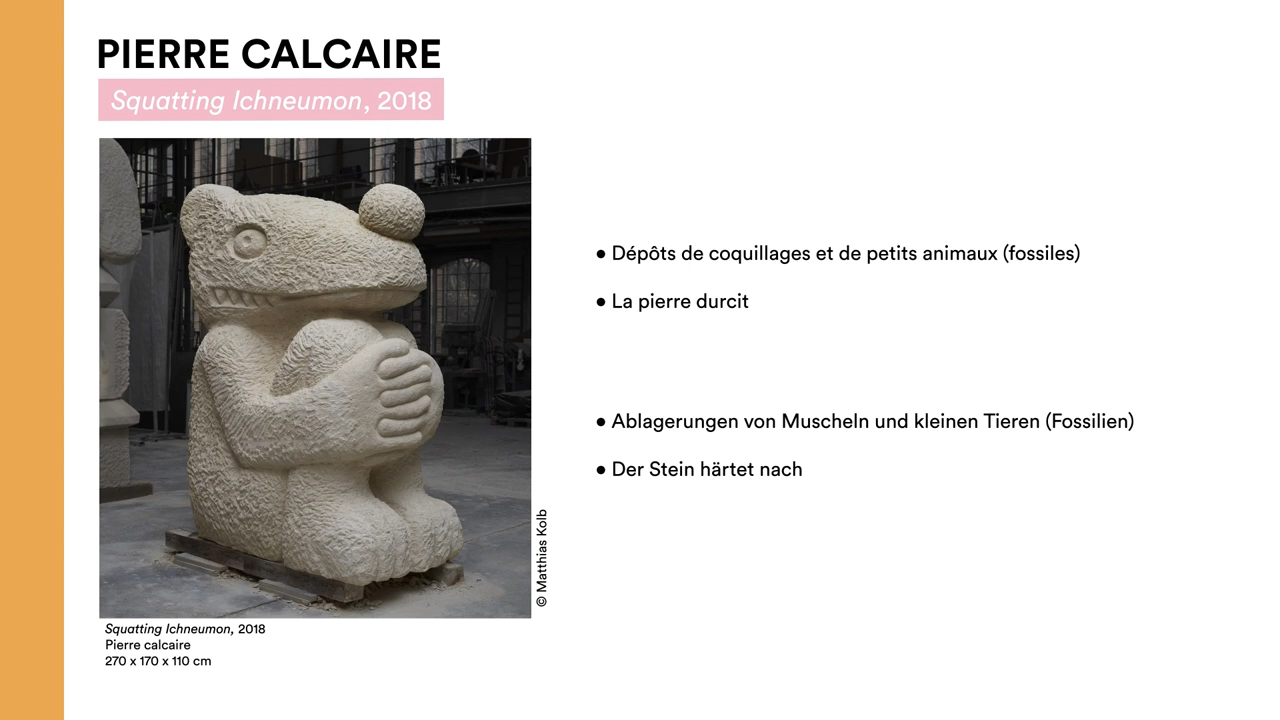 PIERRE CALCAIRE
Squatting Ichneumon, 2018
● Dépôts de coquillages et de petits animaux (fossiles)
● La pierre durcit
● Ablagerungen von Muscheln und kleinen Tieren (Fossilien)
● Der Stein härtet nach
© Matthias Kolb
Squatting Ichneumon, 2018
Pierre calcaire
270 x 170 x 110 cm